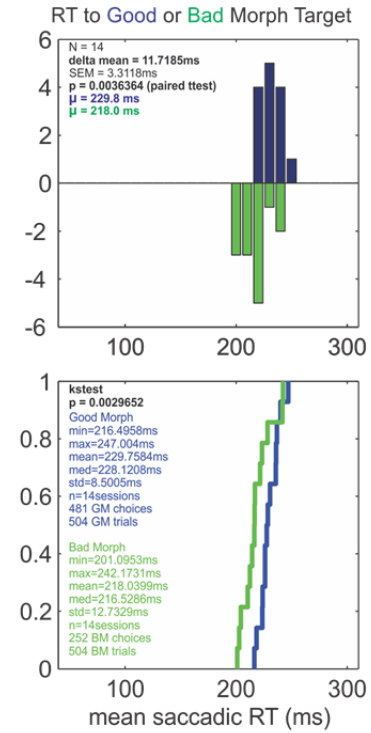 RT to Good or Bad Morph Target
N = 14
delta mean = 11.7185ms
SEM = 3.3118ms
p = 0.0036364 (paired ttest)
μ = 229.8 ms
μ = 218.0 ms
6
4
2
0
-2
-4
-6
100
200
300
kstest
p = 0.0029652
Good Morph
min=216.4958ms
max=247.004ms
mean=229.7584ms
med=228.1208ms
std=8.5005ms
n=14sessions
481 GM choices
504 GM trials
Bad Morph
min=201.0953ms
max=242.1731ms
mean=218.0399ms
med=216.5286ms
std=12.7329ms
n=14sessions
252 BM choices
504 BM trials
1
0.8
0.6
0.4
0.2
0
100
200
300
mean saccadic RT (ms)